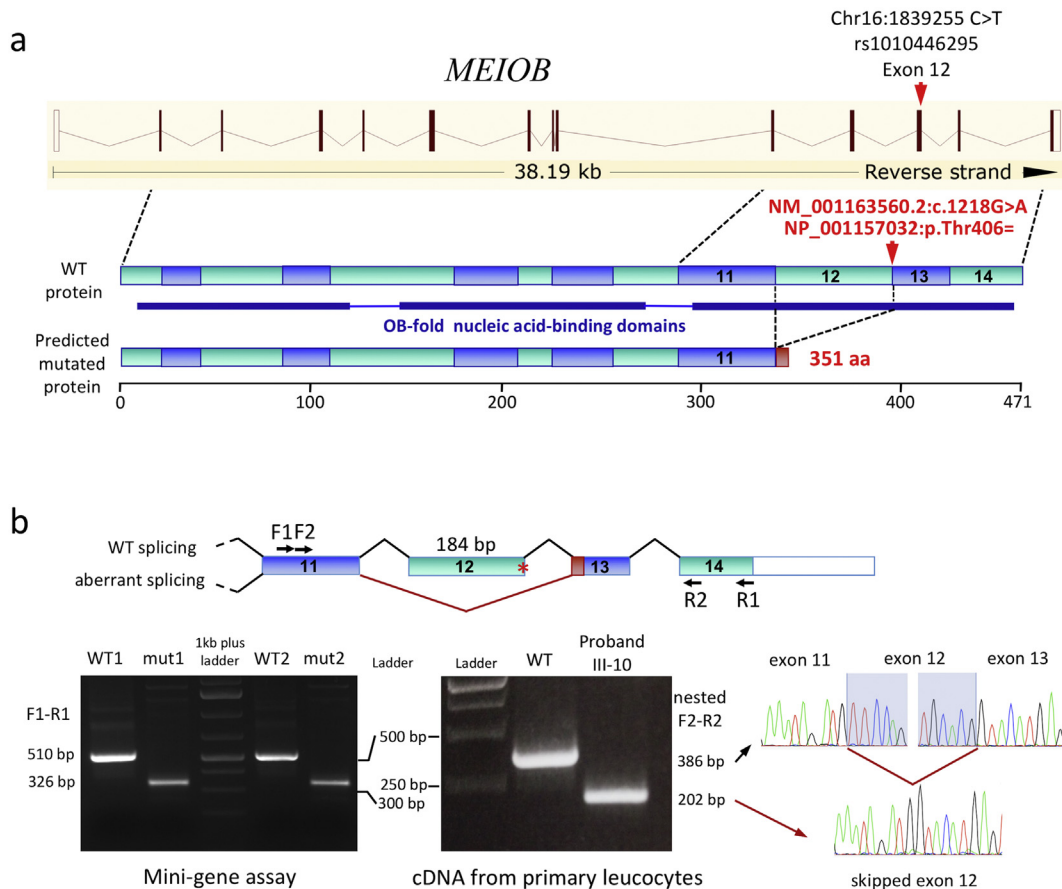 a
Chr16:1839255 C>T
rs1010446295
Exon 12
MEIOB
38.19 kb
Reverse strand
NM_001163560.2:c.1218G>A
NP_001157032:p.Thr406=
WT
protein
11
12
13
14
OB-fold nucleic acid-binding domains
Predicted
mutated
protein
11
351 aa
0
100
200
300
400
471
b
WT splicing
aberrant splicing
F1F2
11
184 bp
12
*
13
14
R2
R1
WT1
mut1
1kb plus
ladder
WT2
mut2
Ladder
F1-R1
510 bp
326 bp
500 bp
250 bp
300 bp
Mini-gene assay
Ladder
WT
Proband
III-10
nested
F2-R2
386 bp
202 bp
cDNA from primary leucocytes
exon 11
exon 12
exon 13
skipped exon 12